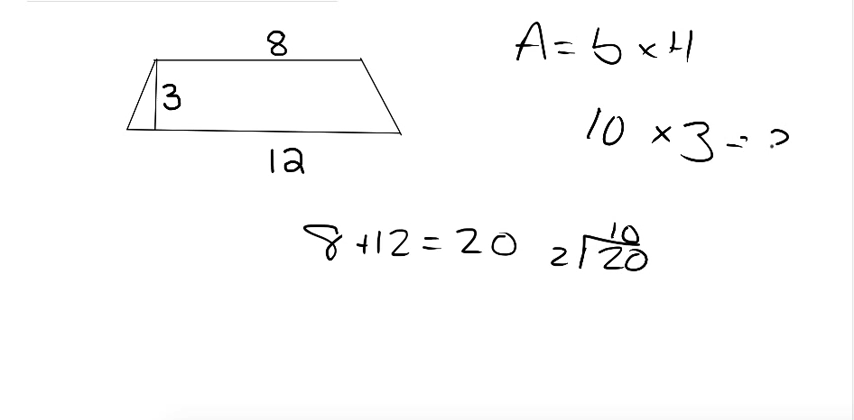 8
3
12
A = b × H
10 × 3 = ?
8 + 12 = 20
10
2 20